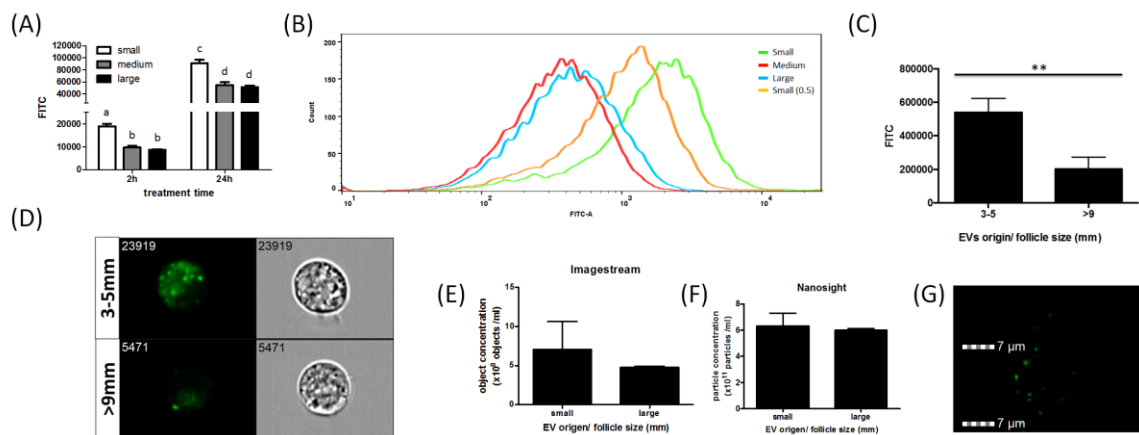 (A)
120000
100000
80000
60000
40000
20000
10000
0
FITC
small
medium
large
a
b
b
c
d
d
2h
24h
treatment time
(B)
200
150
100
50
0
Count
10¹
10²
10³
10⁴
FITC-A
Small
Medium
Large
Small (0.5)
(C)
**
800000
600000
400000
200000
0
FITC
3-5
>9
EVs origin/ follicle size (mm)
(D)
3-5mm
23919
23919
>9mm
5471
5471
(E)
Imagestream
15
10
5
0
object concentration
(x10⁸ objects /ml)
small
large
EV origen/ follicle size (mm)
(F)
Nanosight
8
6
4
2
0
particle concentration
(x10¹¹ particles /ml)
small
large
EV origen/ follicle size (mm)
(G)
7 µm
7 µm